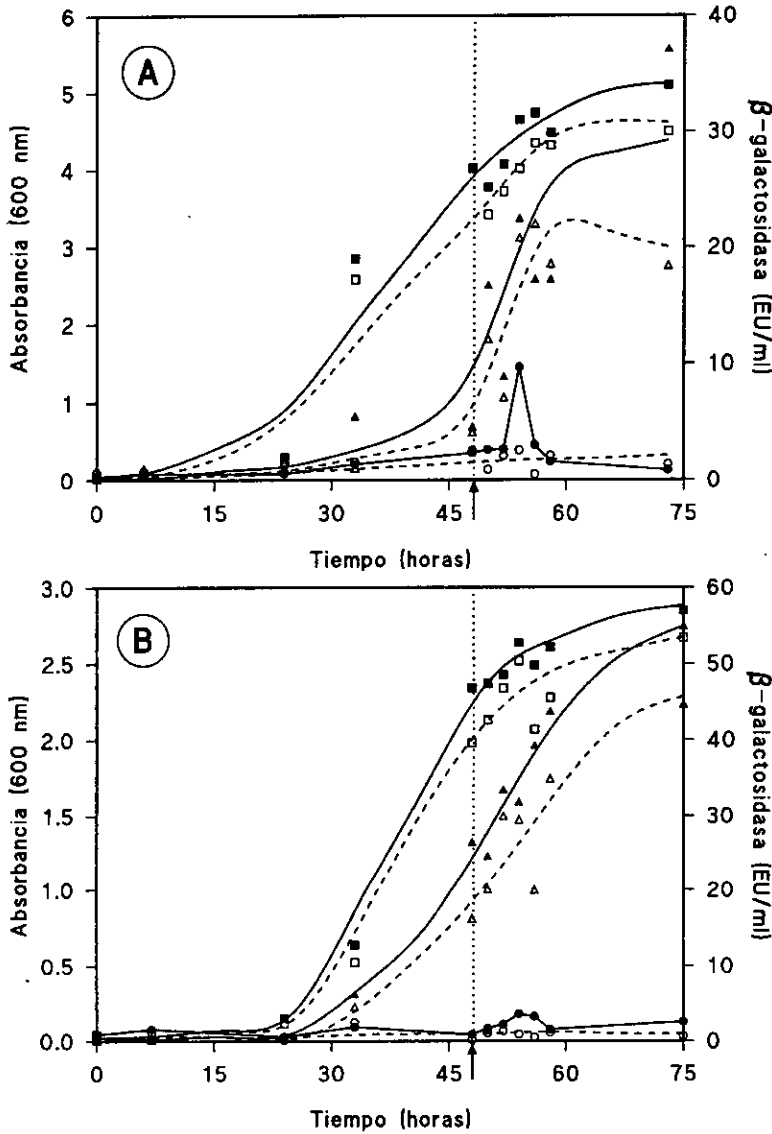 A
Absorbancia (600 nm)
6
5
4
3
2
1
0
40
30
20
10
0
β-galactosidasa (EU/ml)
0 15 30 45 60 75
Tiempo (horas)
B
Absorbancia (600 nm)
3.0
2.5
2.0
1.5
1.0
0.5
0.0
60
50
40
30
20
10
0
β-galactosidasa (EU/ml)
0 15 30 45 60 75
Tiempo (horas)